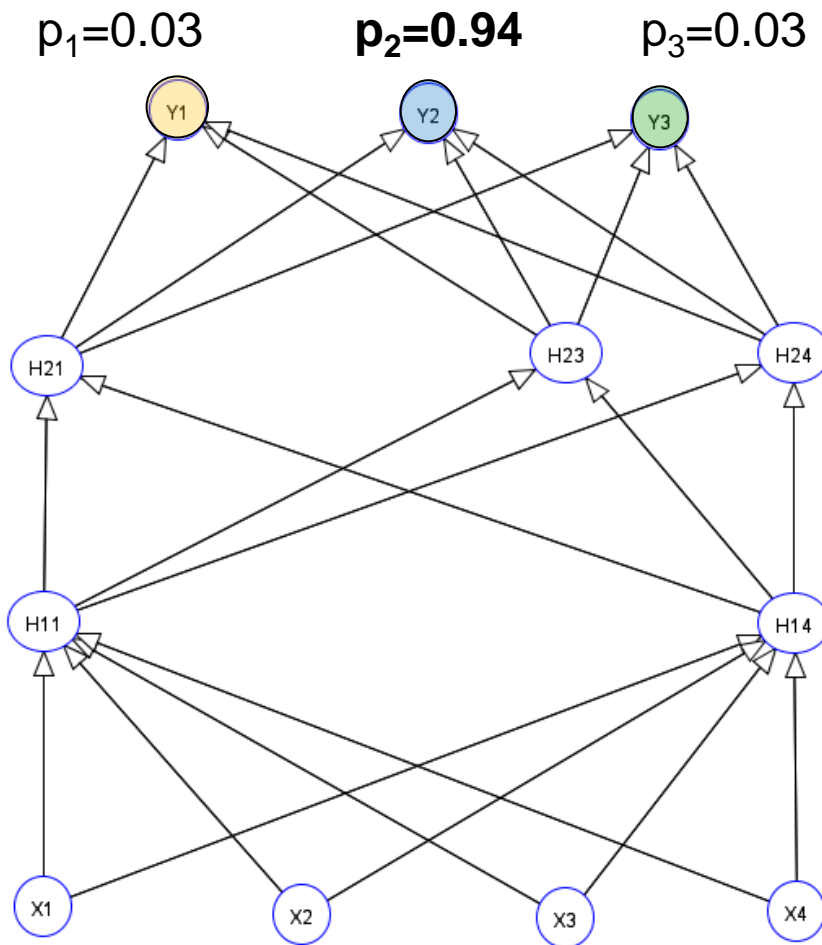 p₁=0.03 p₂=0.94 p₃=0.03
Y1 Y2 Y3
H21 H23 H24
H11 H14
X1 X2 X3 X4